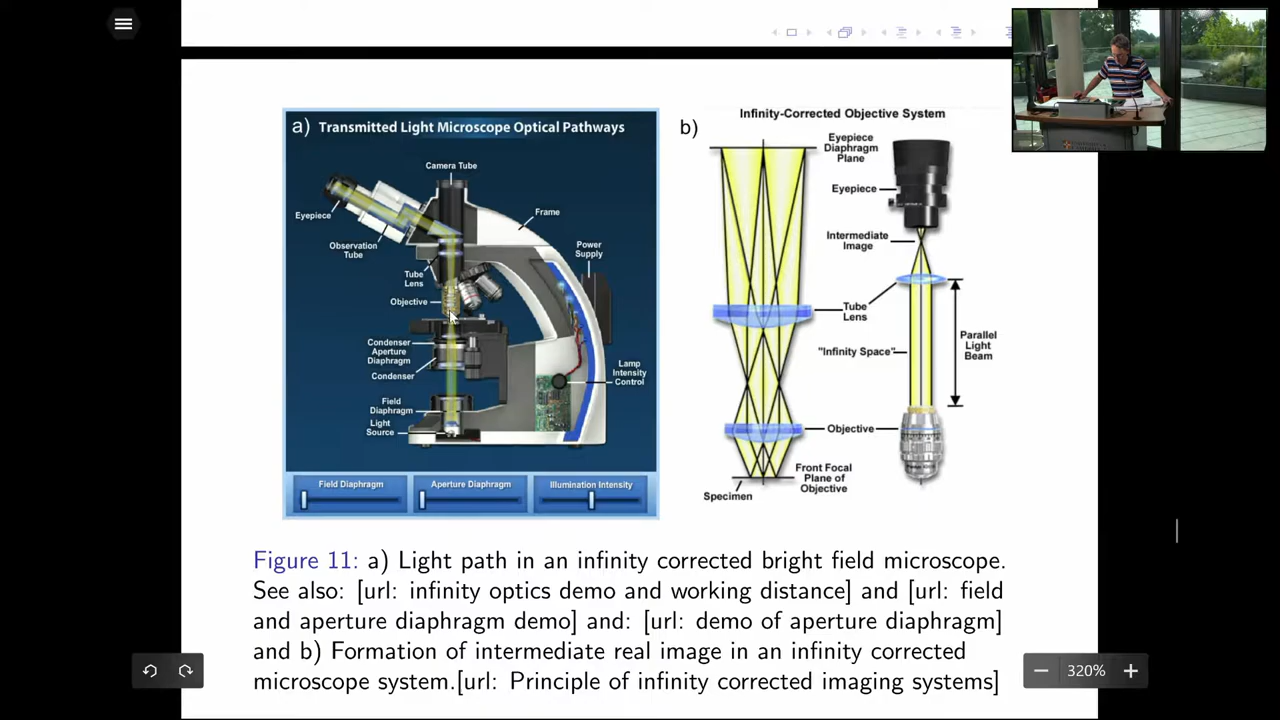 a) Transmitted Light Microscope Optical Pathways
Camera Tube
Eyepiece
Frame
Observation
Tube
Power
Supply
Tube
Lens
Objective
Condenser
Aperture
Diaphragm
Condenser
Lamp
Intensity
Control
Field
Diaphragm
Light
Source
Field Diaphragm
Aperture Diaphragm
Illumination Intensity
b)
Infinity-Corrected Objective System
Eyepiece
Diaphragm
Plane
Eyepiece
Intermediate
Image
Tube
Lens
"Infinity Space"
Parallel
Light
Beam
Objective
Front Focal
Plane of
Objective
Specimen
Figure 11: a) Light path in an infinity corrected bright field microscope.
See also: [url: infinity optics demo and working distance] and [url: field
and aperture diaphragm demo] and: [url: demo of aperture diaphragm]
and b) Formation of intermediate real image in an infinity corrected
microscope system.[url: Principle of infinity corrected imaging systems]
320%